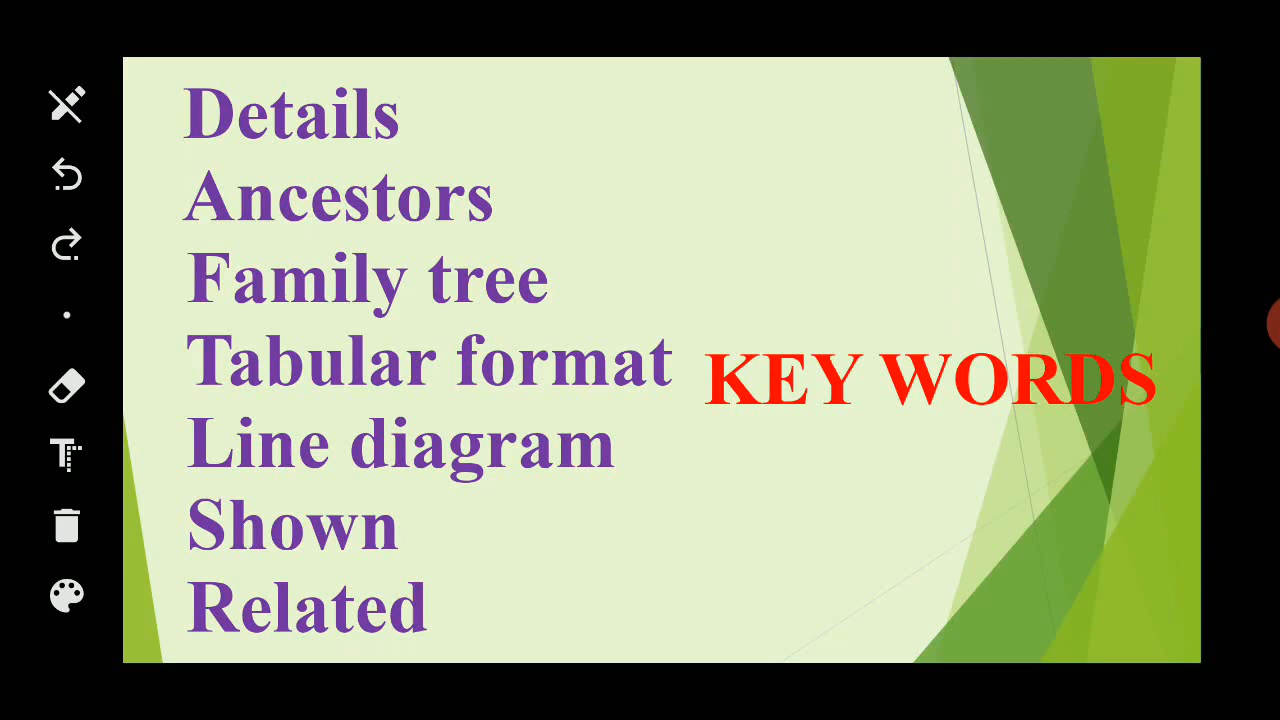 Details
Ancestors
Family tree
Tabular format
KEY WORDS
Line diagram
Shown
Related